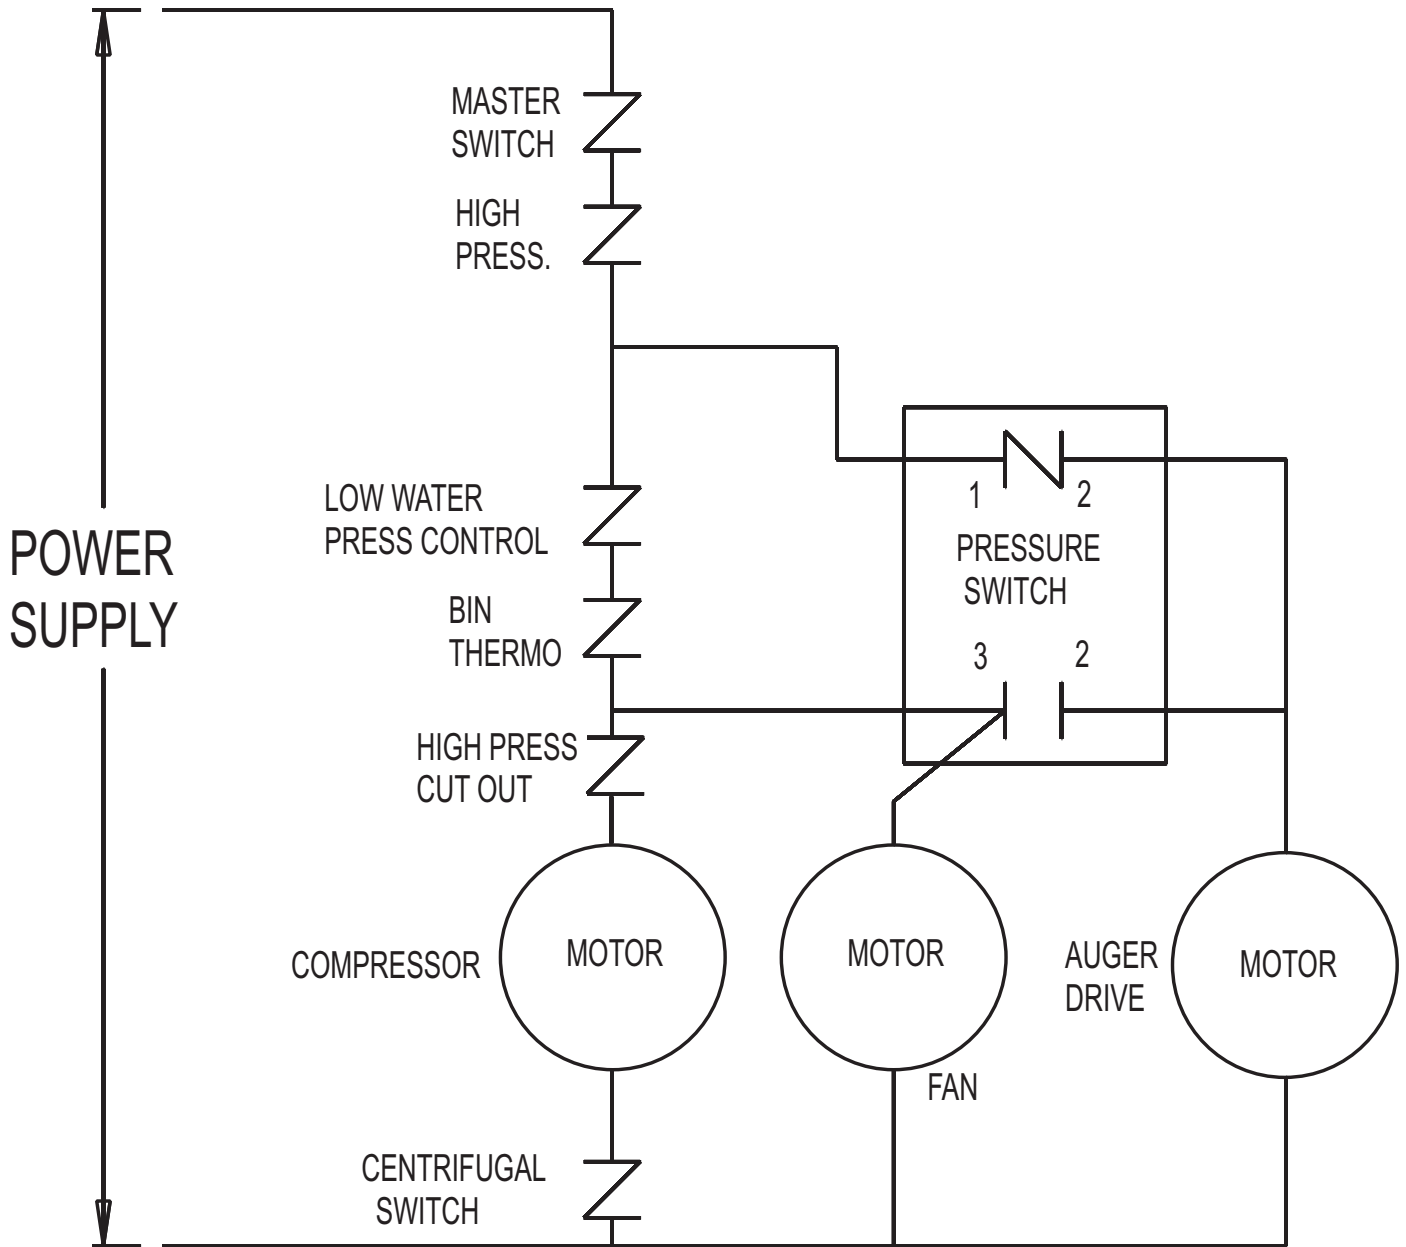 MASTER
SWITCH
HIGH
PRESS.
LOW WATER
PRESS CONTROL
1
2
PRESSURE
SWITCH
POWER
SUPPLY
BIN
THERMO
3
2
HIGH PRESS
CUT OUT
COMPRESSOR
MOTOR
MOTOR
FAN
AUGER
DRIVE
MOTOR
CENTRIFUGAL
SWITCH